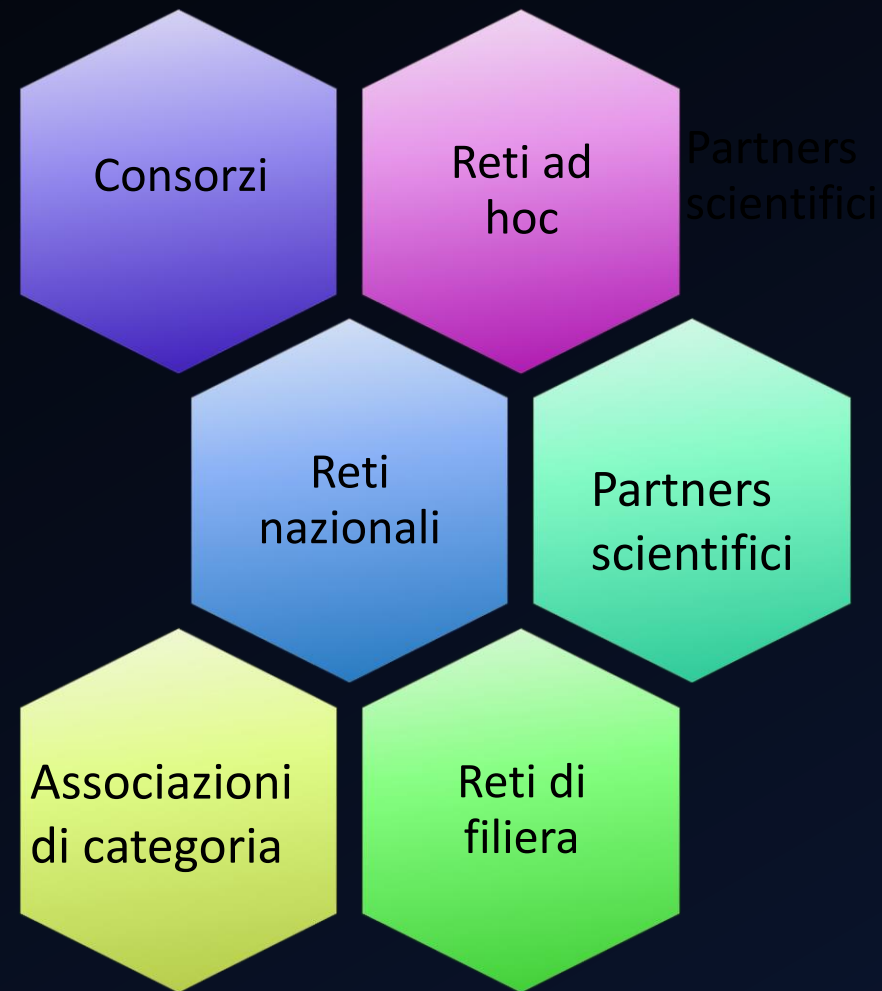 Consorzi
Reti ad
hoc
Partners
scientifici
Reti
nazionali
Partners
scientifici
Associazioni
di categoria
Reti di
filiera